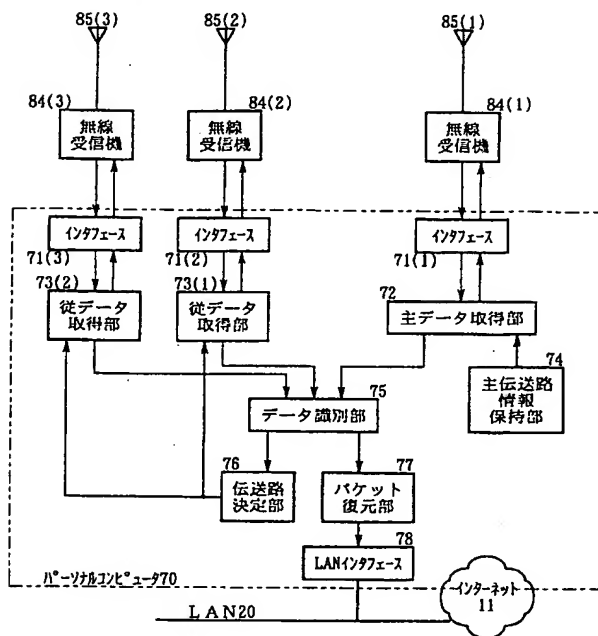 85(3)
85(2)
85(1)
84(3)
84(2)
84(1)
無線
受信機
無線
受信機
無線
受信機
インタフェース
インタフェース
インタフェース
71(3)
71(2)
71(1)
73(2)
73(1)
72
従データ
取得部
従データ
取得部
主データ取得部
74
主伝送路
情報
保持部
75
データ識別部
76
77
伝送路
決定部
パケット
復元部
78
LANインタフェース
パーソナルコンピュータ70
インターネット
11
LAN20